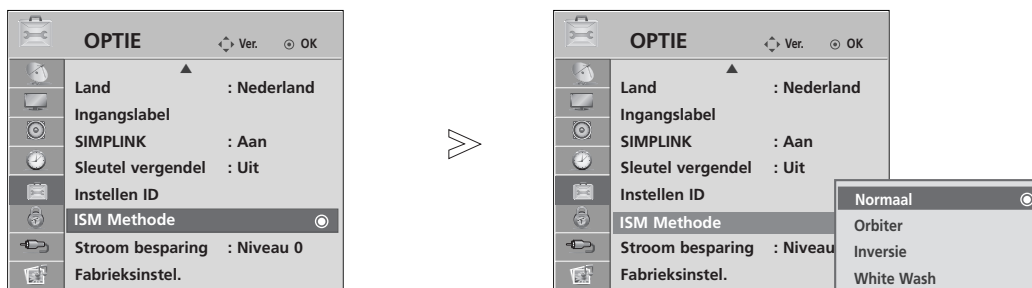 OPTIE Ver. OK
Land : Nederland
Ingangslabel
SIMPLINK : Aan
Sleutel vergendel : Uit
Instellen ID
ISM Methode
Stroom besparing : Niveau 0
Fabrieksinstel.
OPTIE Ver. OK
Land : Nederland
Ingangslabel
SIMPLINK : Aan
Sleutel vergendel : Uit
Instellen ID
ISM Methode
Stroom besparing : Niveau
Fabrieksinstel.
Normaal
Orbiter
Inversie
White Wash